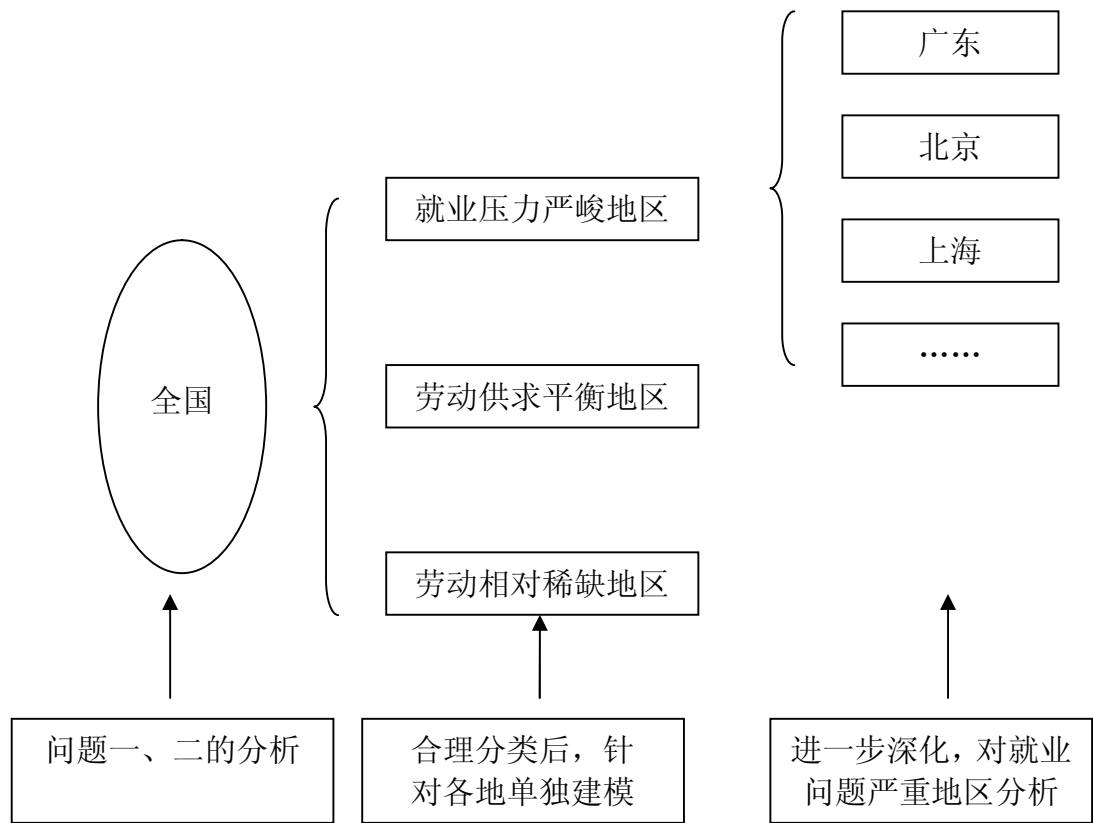 广东
北京
就业压力严峻地区
上海
……
全国
劳动供求平衡地区
劳动相对稀缺地区
问题一、二的分析
合理分类后，针
对各地单独建模
进一步深化，对就业
问题严重地区分析